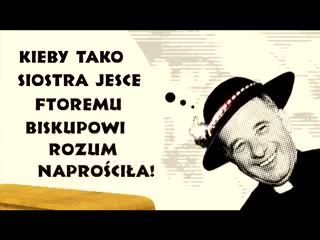 KIEBY TAKO
SIOSTRA JESCE
FTOREMU
BISKUPOWI
ROZUM
NAPROŚCIŁA!